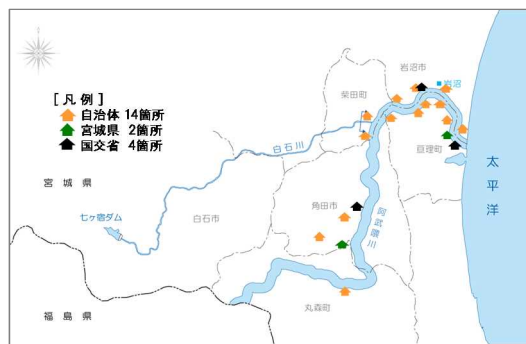 [ 凡 例 ]
自治体 14箇所
宮城県 2箇所
国交省 4箇所
岩沼市
岩沼
柴田町
亘理町
白石川
太平洋
宮城県
白石市
角田市
阿武隈川
七ヶ宿ダム
丸森町
福島県